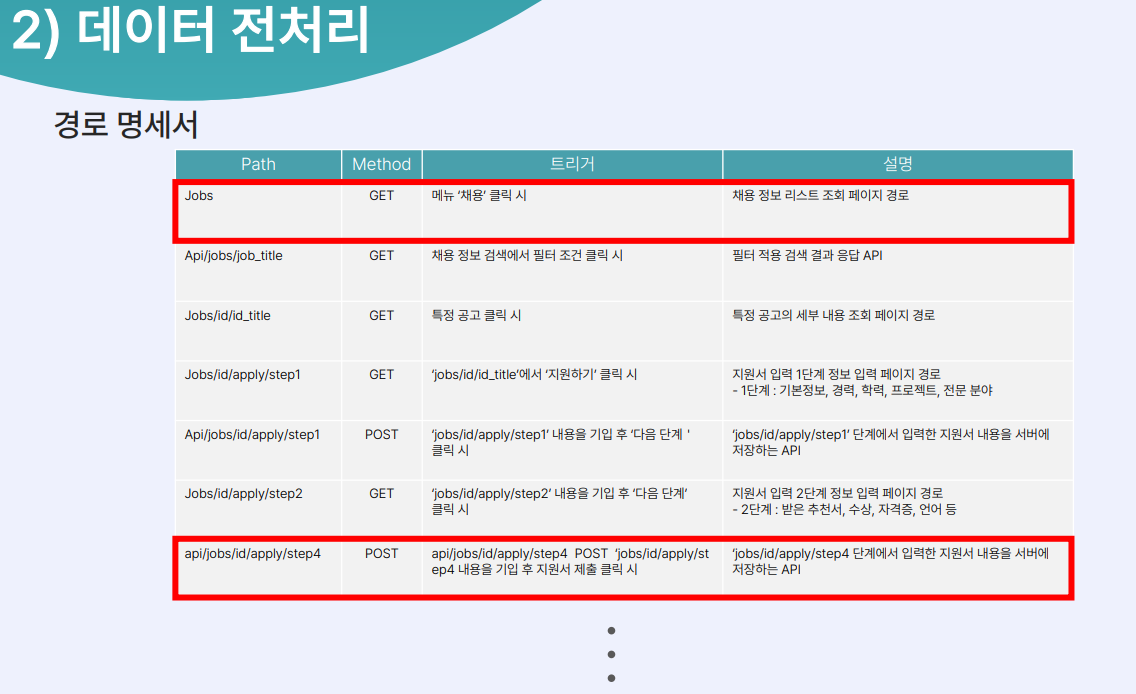 2) 데이터 전처리
경로 명세서
Path Method 트리거 설명
Jobs GET 메뉴 ‘채용’ 클릭 시 채용 정보 리스트 조회 페이지 경로
Api/jobs/job_title GET 채용 정보 검색에서 필터 조건 클릭 시 필터 적용 검색 결과 응답 API
Jobs/id/id_title GET 특정 공고 클릭 시 특정 공고의 세부 내용 조회 페이지 경로
Jobs/id/apply/step1 GET ‘jobs/id/id_title’에서 ‘지원하기’ 클릭 시 지원서 입력 1단계 정보 입력 페이지 경로
- 1단계 : 기본정보, 경력, 학력, 프로젝트, 전문 분야
Api/jobs/id/apply/step1 POST ‘jobs/id/apply/step1’ 내용을 기입 후 ‘다음 단계 ' ‘jobs/id/apply/step1’ 단계에서 입력한 지원서 내용을 서버에
클릭 시 저장하는 API
Jobs/id/apply/step2 GET ‘jobs/id/apply/step2’ 내용을 기입 후 ‘다음 단계’ 지원서 입력 2단계 정보 입력 페이지 경로
클릭 시 - 2단계 : 받은 추천서, 수상, 자격증, 언어 등
api/jobs/id/apply/step4 POST api/jobs/id/apply/step4 POST ‘jobs/id/apply/st ‘jobs/id/apply/step4 단계에서 입력한 지원서 내용을 서버에
ep4 내용을 기입 후 지원서 제출 클릭 시 저장하는 API